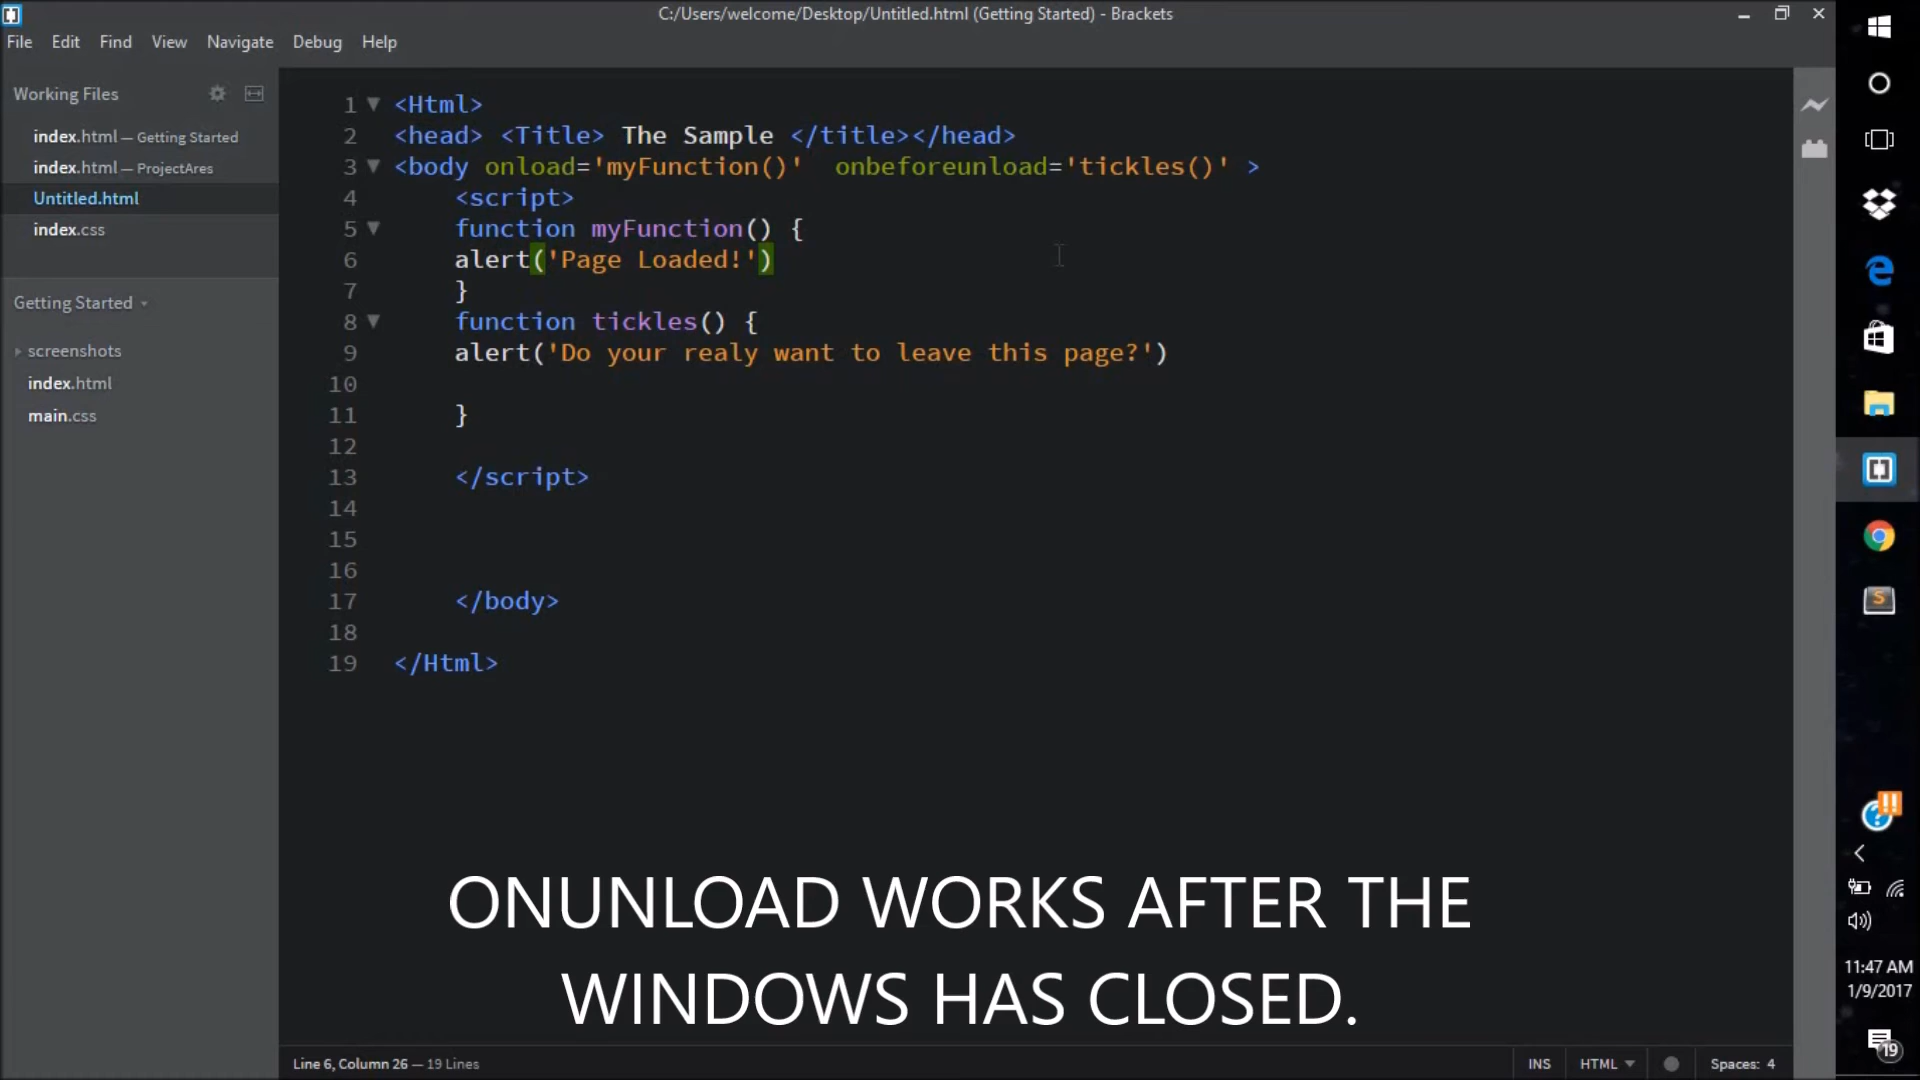 C:/Users/welcome/Desktop/Untitled.html (Getting Started) - Brackets
File Edit Find View Navigate Debug Help
Working Files
index.html — Getting Started
index.html — ProjectAres
Untitled.html
index.css
Getting Started
screenshots
index.html
main.css
1 <Html>
2 <head> <Title> The Sample </title></head>
3 <body onload='myFunction()' onbeforeunload='tickles()' >
4 <script>
5 function myFunction() {
6 alert('Page Loaded!')
7 }
8 function tickles() {
9 alert('Do your realy want to leave this page?')
10
11 }
12
13 </script>
14
15
16
17 </body>
18
19 </Html>
ONUNLOAD WORKS AFTER THE
WINDOWS HAS CLOSED.
Line 6, Column 26 — 19 Lines
INS HTML Spaces: 4
S
11:47 AM
1/9/2017
19